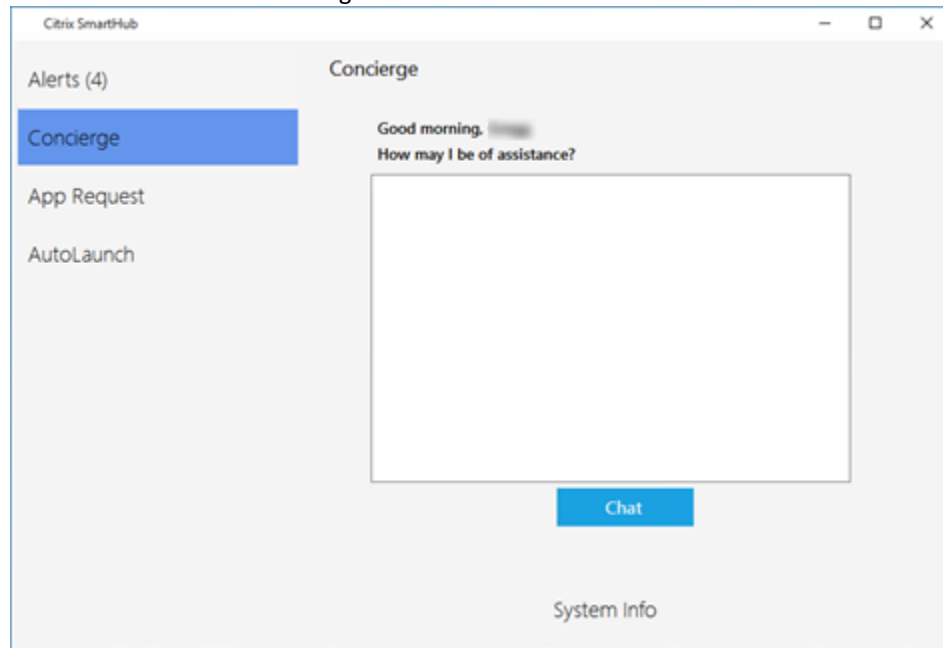 Citrix SmartHub
Alerts (4)
Concierge
App Request
AutoLaunch
Concierge
Good morning,
How may I be of assistance?
Chat
System Info